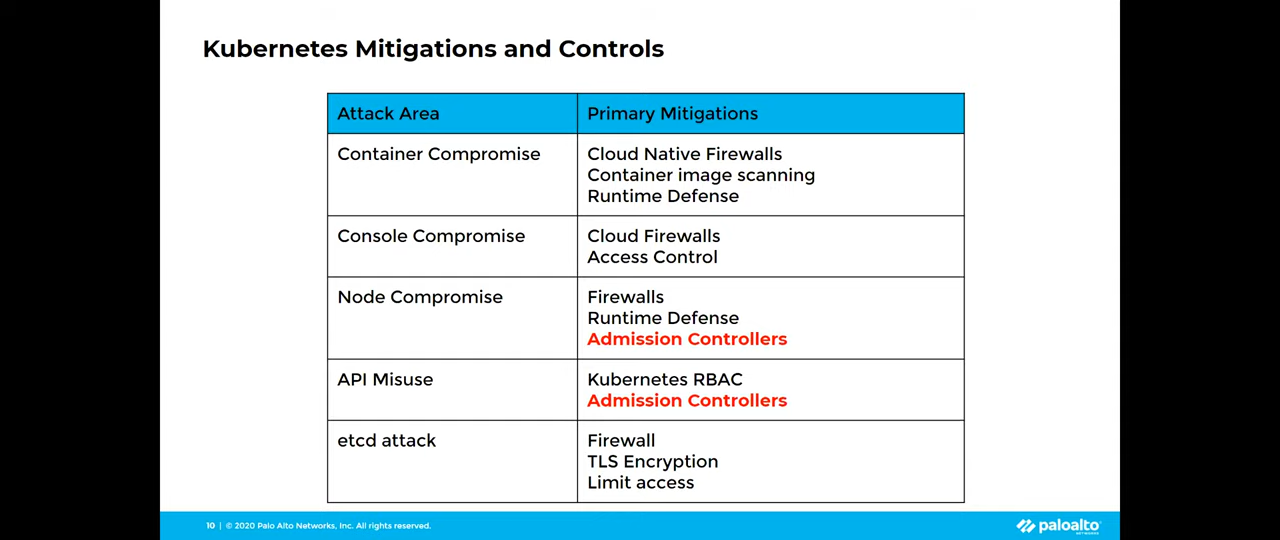 Kubernetes Mitigations and Controls
Attack Area
Primary Mitigations
Container Compromise
Cloud Native Firewalls
Container image scanning
Runtime Defense
Console Compromise
Cloud Firewalls
Access Control
Node Compromise
Firewalls
Runtime Defense
Admission Controllers
API Misuse
Kubernetes RBAC
Admission Controllers
etcd attack
Firewall
TLS Encryption
Limit access
10 | © 2020 Palo Alto Networks, Inc. All rights reserved.
paloalto
NETWORKS